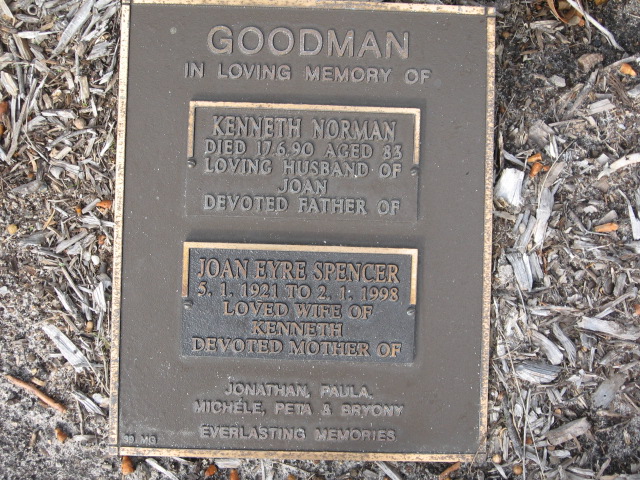 GOODMAN
IN LOVING MEMORY OF
KENNETH NORMAN
DIED 17.6.90 AGED 83
LOVING HUSBAND OF
JOAN
DEVOTED FATHER OF
JOAN EYRE SPENCER
5. 1. 1921 TO 2. 1. 1998
LOVED WIFE OF
KENNETH
DEVOTED MOTHER OF
JONATHAN, PAULA,
MICHÉLE, PETA & BRYONY
EVERLASTING MEMORIES